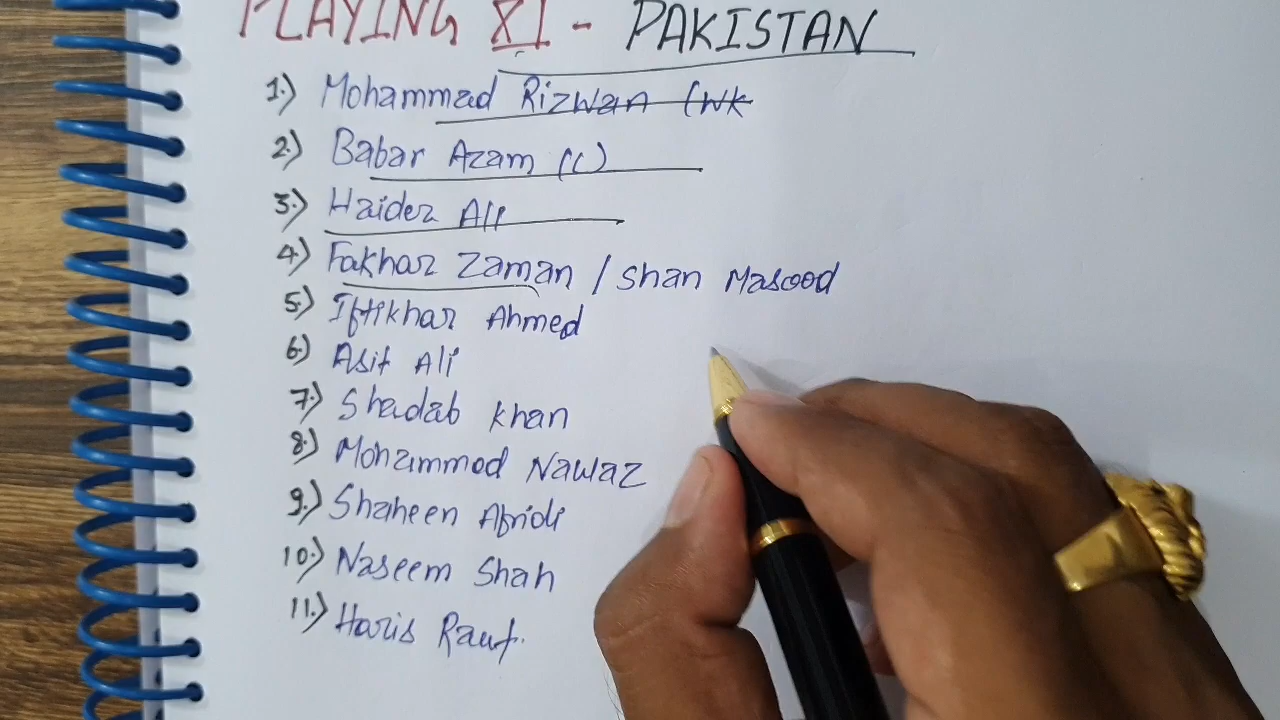 PLAYING XI - PAKISTAN
1.) Mohammad Rizwan (wk
2.) Babar Azam (C)
3.) Haider Ali
4.) Fakhar Zaman / Shan Masood
5.) Iftikhar Ahmed
6.) Asif Ali
7.) Shadab Khan
8.) Mohammod Nawaz
9.) Shaheen Afridi
10.) Naseem Shah
11.) Haris Rauf.